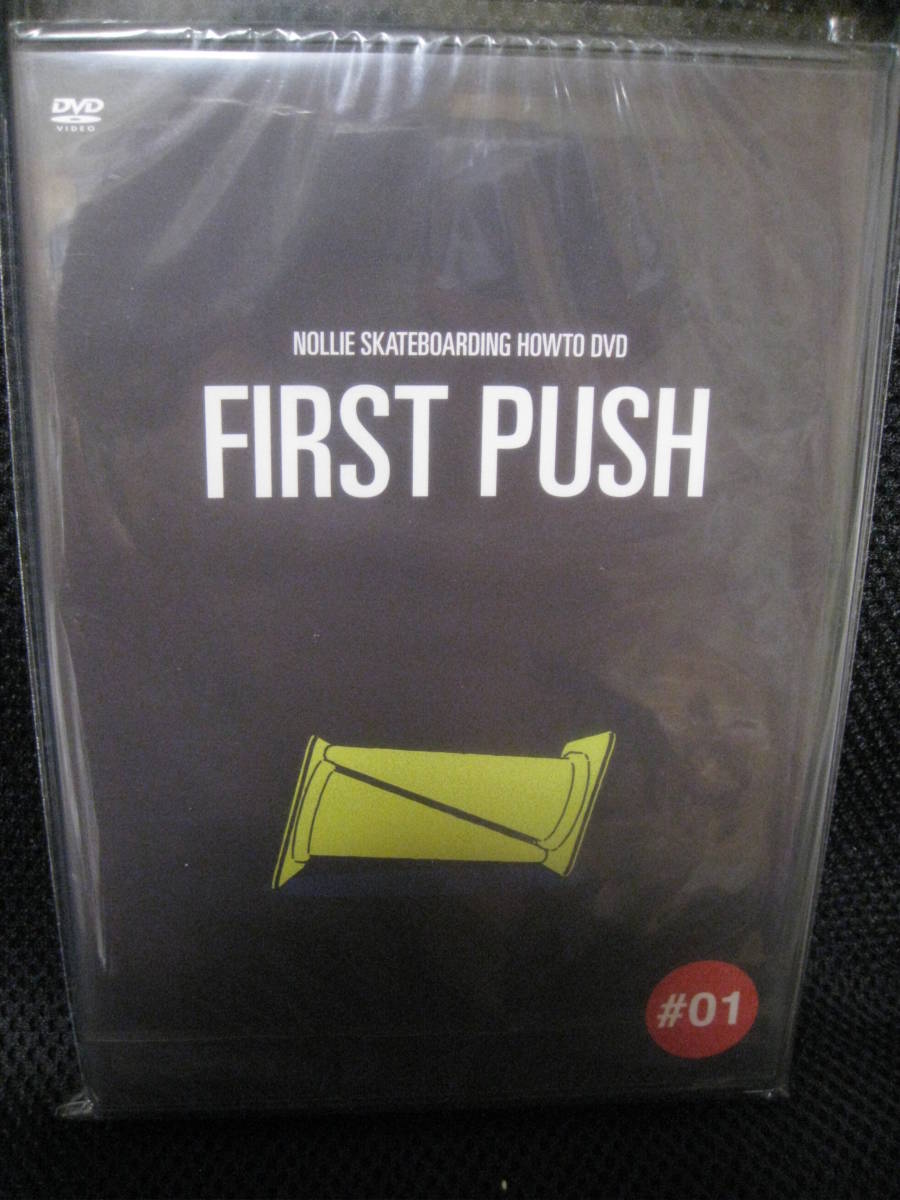 DVD
VIDEO
NOLLIE SKATEBOARDING HOWTO DVD
FIRST PUSH
#01